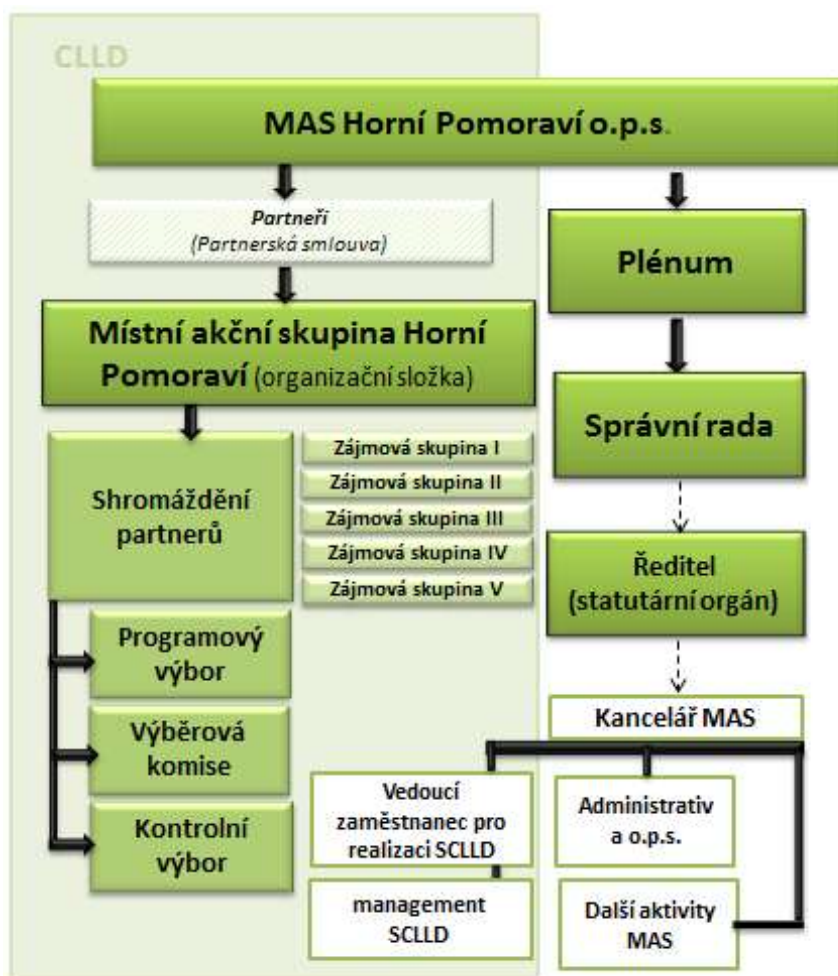 CLLD
MAS Horní Pomoraví o.p.s.
Partneři
(Partnerská smlouva)
Místní akční skupina Horní
Pomoraví (organizační složka)
Shromáždění
partnerů
Zájmová skupina I
Zájmová skupina II
Zájmová skupina III
Zájmová skupina IV
Zájmová skupina V
Programový
výbor
Výběrová
komise
Kontrolní
výbor
Plénum
Správní rada
Ředitel
(statutární orgán)
Kancelář MAS
Vedoucí
zaměstnanec pro
realizaci SCLLD
management
SCLLD
Administrativ
a o.p.s.
Další aktivity
MAS